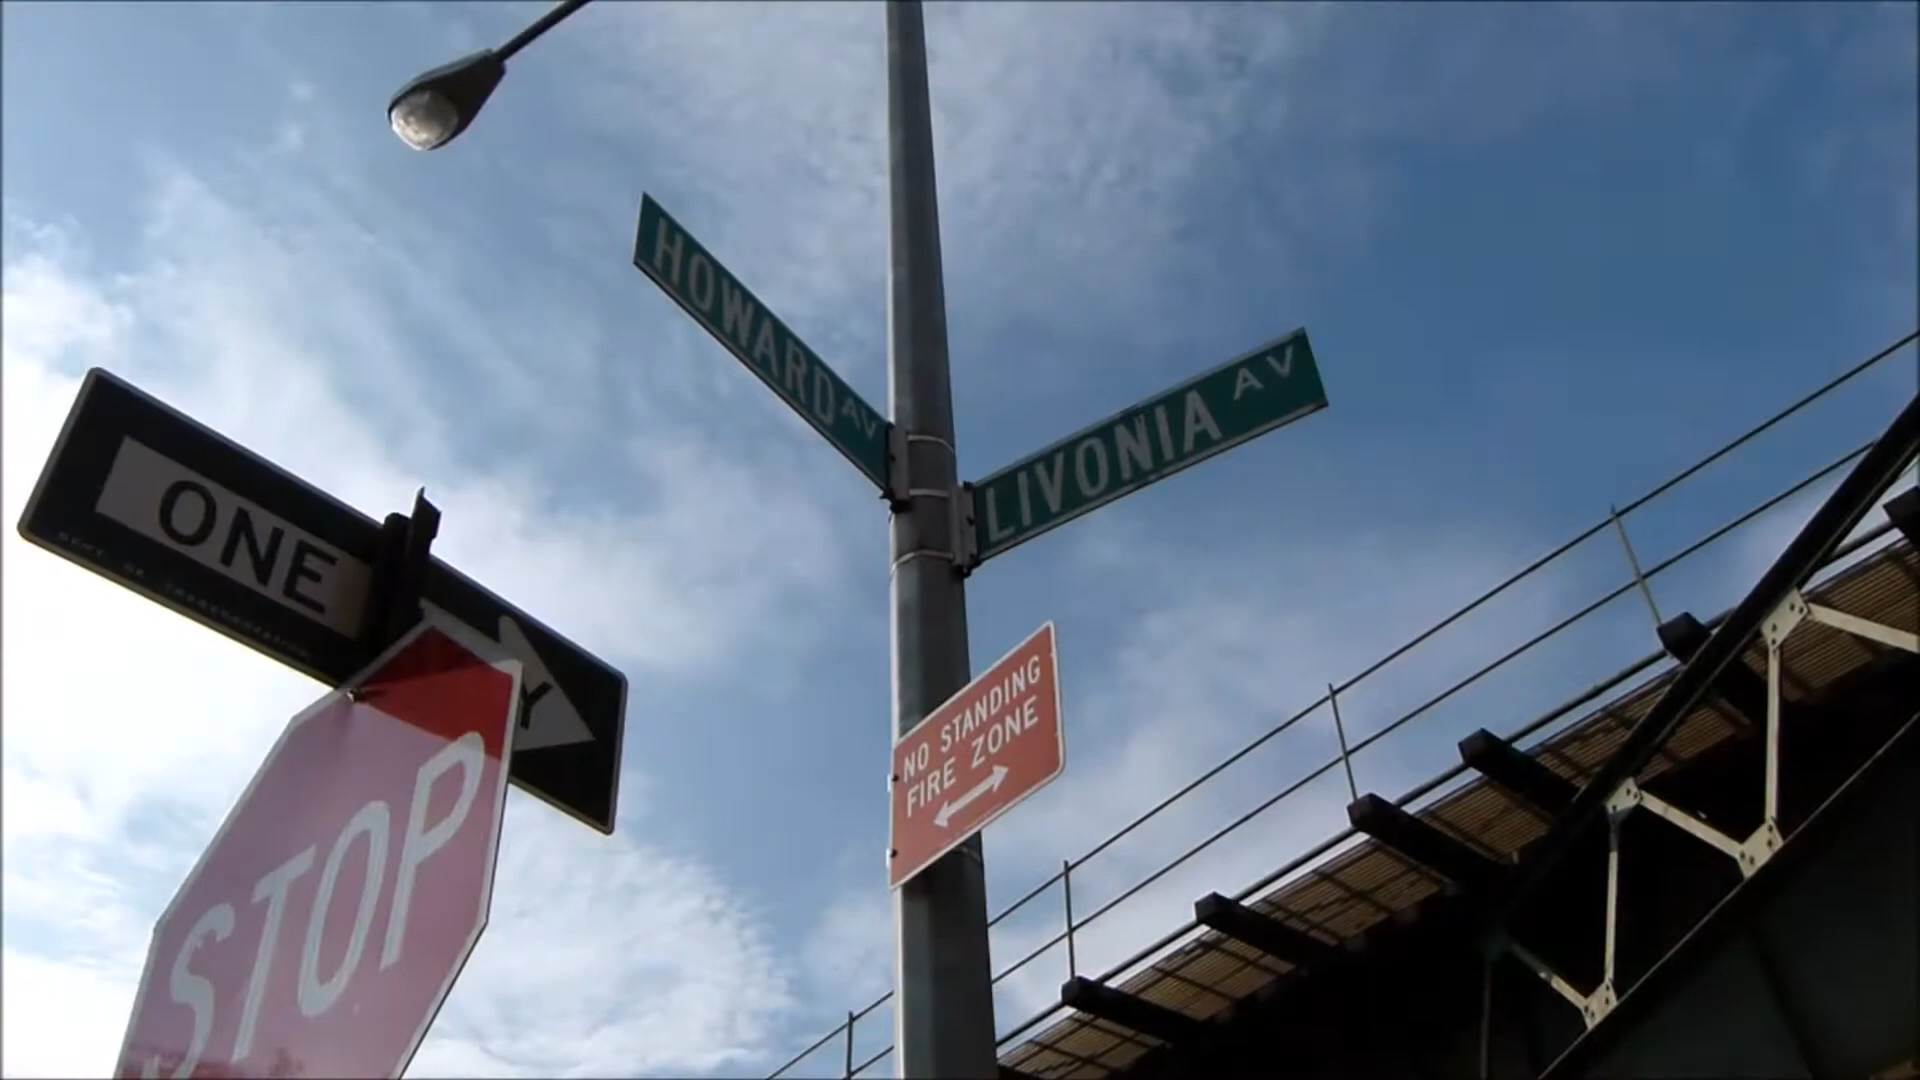 HOWARD AV
LIVONIA AV
ONE
Y
STOP
NO STANDING
FIRE ZONE